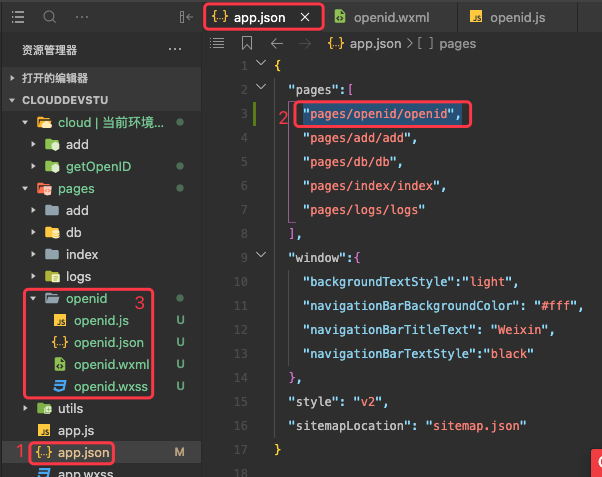 app.json
openid.wxml
openid.js
资源管理器
app.json > [ ] pages
打开的编辑器
CLOUDDEVSTU
cloud | 当前环境...
add
getOpenID
pages
add
db
index
logs
openid
3
openid.js U
openid.json U
openid.wxml U
openid.wxss U
utils
app.js
1 app.json M
app.wxss
1 {
2 "pages":[
2
3 "pages/openid/openid",
4 "pages/add/add",
5 "pages/db/db",
6 "pages/index/index",
7 "pages/logs/logs"
8 ],
9 "window":{
10 "backgroundTextStyle":"light",
11 "navigationBarBackgroundColor": "#fff",
12 "navigationBarTitleText": "Weixin",
13 "navigationBarTextStyle":"black"
14 },
15 "style": "v2",
16 "sitemapLocation": "sitemap.json"
17 }
18